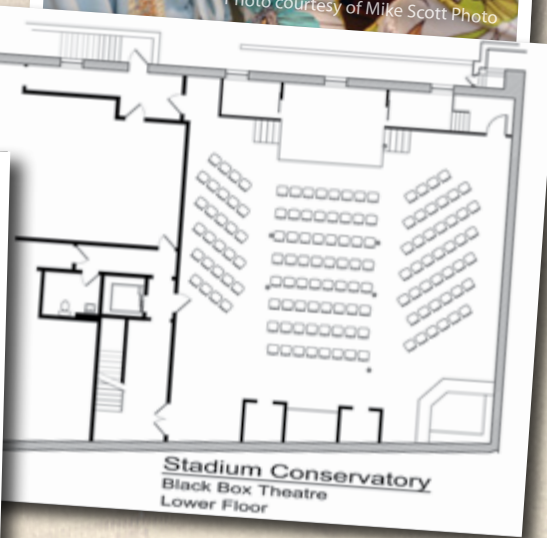 Photo courtesy of Mike Scott Photo
Stadium Conservatory
Black Box Theatre
Lower Floor